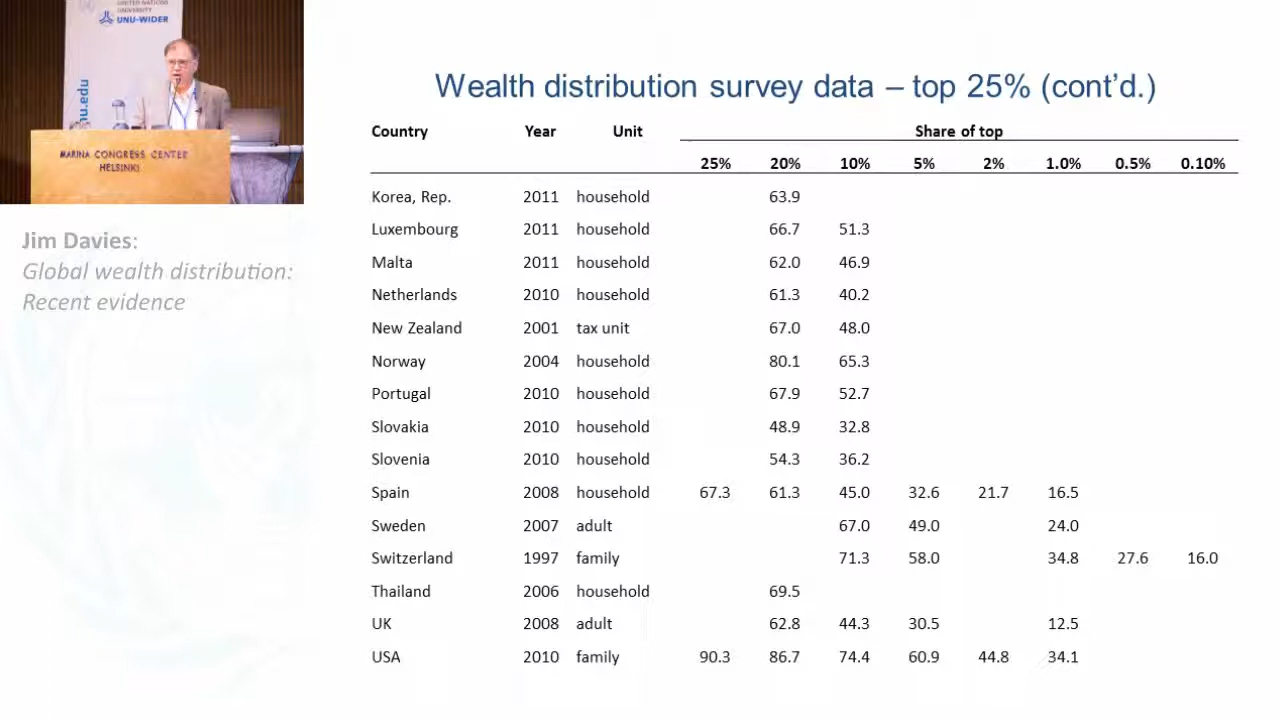 UNITED NATIONS
UNIVERSITY
UNU-WIDER
nu.edu
MARINA CONGRESS CENTER
HELSINKI
Jim Davies:
Global wealth distribution:
Recent evidence
Wealth distribution survey data – top 25% (cont’d.)
Country Year Unit Share of top
25% 20% 10% 5% 2% 1.0% 0.5% 0.10%
Korea, Rep. 2011 household 63.9
Luxembourg 2011 household 66.7 51.3
Malta 2011 household 62.0 46.9
Netherlands 2010 household 61.3 40.2
New Zealand 2001 tax unit 67.0 48.0
Norway 2004 household 80.1 65.3
Portugal 2010 household 67.9 52.7
Slovakia 2010 household 48.9 32.8
Slovenia 2010 household 54.3 36.2
Spain 2008 household 67.3 61.3 45.0 32.6 21.7 16.5
Sweden 2007 adult 67.0 49.0 24.0
Switzerland 1997 family 71.3 58.0 34.8 27.6 16.0
Thailand 2006 household 69.5
UK 2008 adult 62.8 44.3 30.5 12.5
USA 2010 family 90.3 86.7 74.4 60.9 44.8 34.1